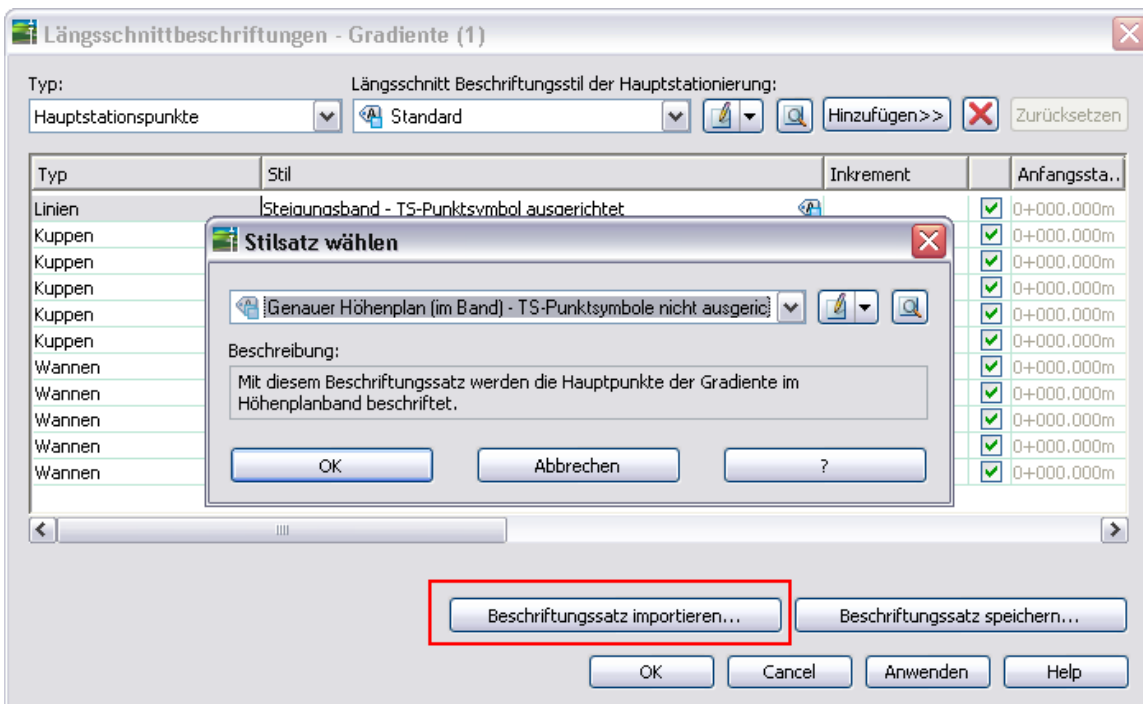 Längsschnittbeschriftungen - Gradiente (1)
Typ:
Längsschnitt Beschriftungsstil der Hauptstationierung:
Hauptstationspunkte
Standard
Hinzufügen>>
Zurücksetzen
Typ Stil Inkrement Anfangssta..
Linien Steigungsband - TS-Punktsymbol ausgerichtet 0+000.000m
Kuppen 0+000.000m
Kuppen 0+000.000m
Kuppen 0+000.000m
Kuppen 0+000.000m
Kuppen 0+000.000m
Wannen 0+000.000m
Wannen 0+000.000m
Wannen 0+000.000m
Wannen 0+000.000m
Wannen 0+000.000m
Stilsatz wählen
Genauer Höhenplan (im Band) - TS-Punktsymbole nicht ausgeric
Beschreibung:
Mit diesem Beschriftungssatz werden die Hauptpunkte der Gradiente im
Höhenplanband beschriftet.
OK Abbrechen ?
Beschriftungssatz importieren... Beschriftungssatz speichern...
OK Cancel Anwenden Help